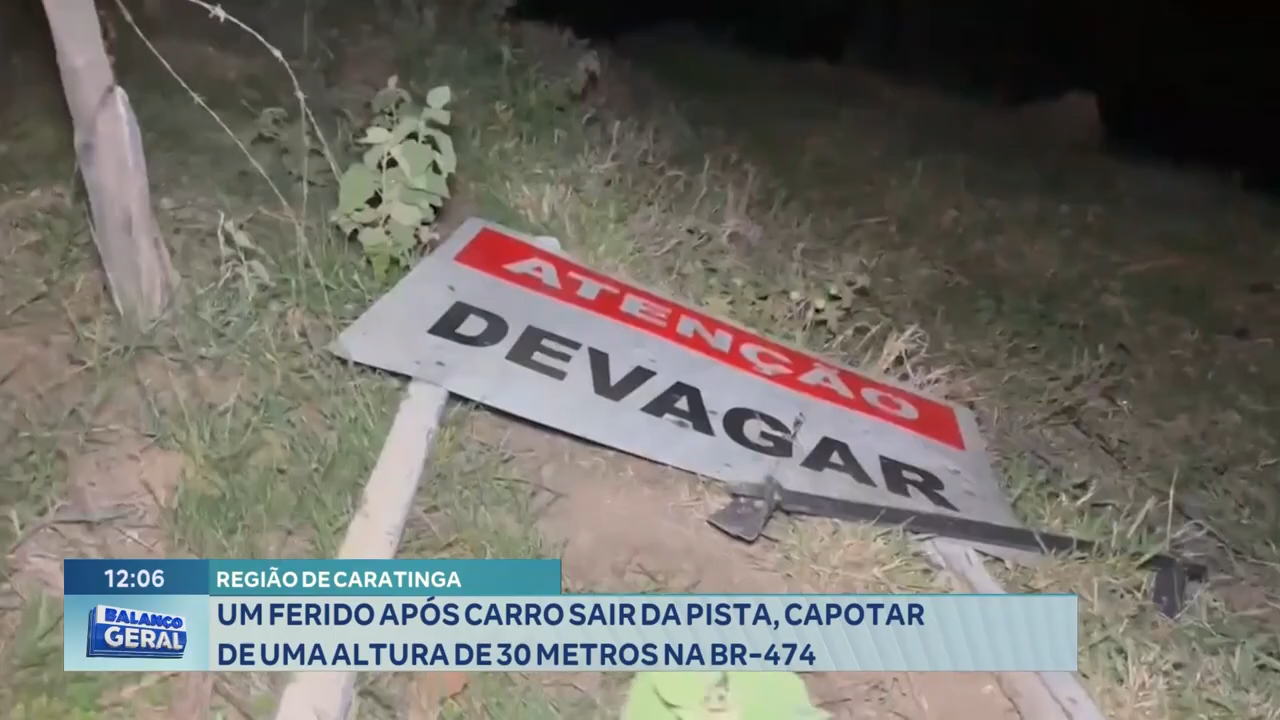 ATENÇÃO
DEVAGAR
12:06
REGIÃO DE CARATINGA
BALANÇO
GERAL
UM FERIDO APÓS CARRO SAIR DA PISTA, CAPOTAR
DE UMA ALTURA DE 30 METROS NA BR-474